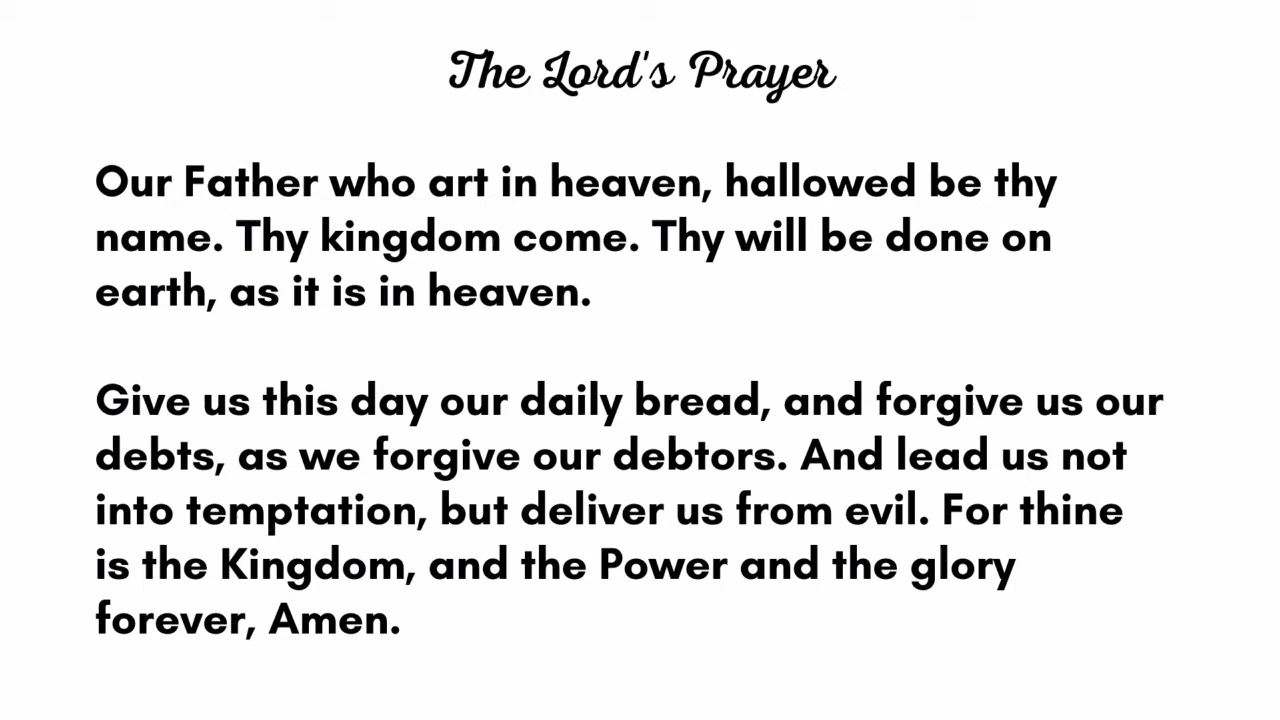 The Lord's Prayer
Our Father who art in heaven, hallowed be thy
name. Thy kingdom come. Thy will be done on
earth, as it is in heaven.
Give us this day our daily bread, and forgive us our
debts, as we forgive our debtors. And lead us not
into temptation, but deliver us from evil. For thine
is the Kingdom, and the Power and the glory
forever, Amen.